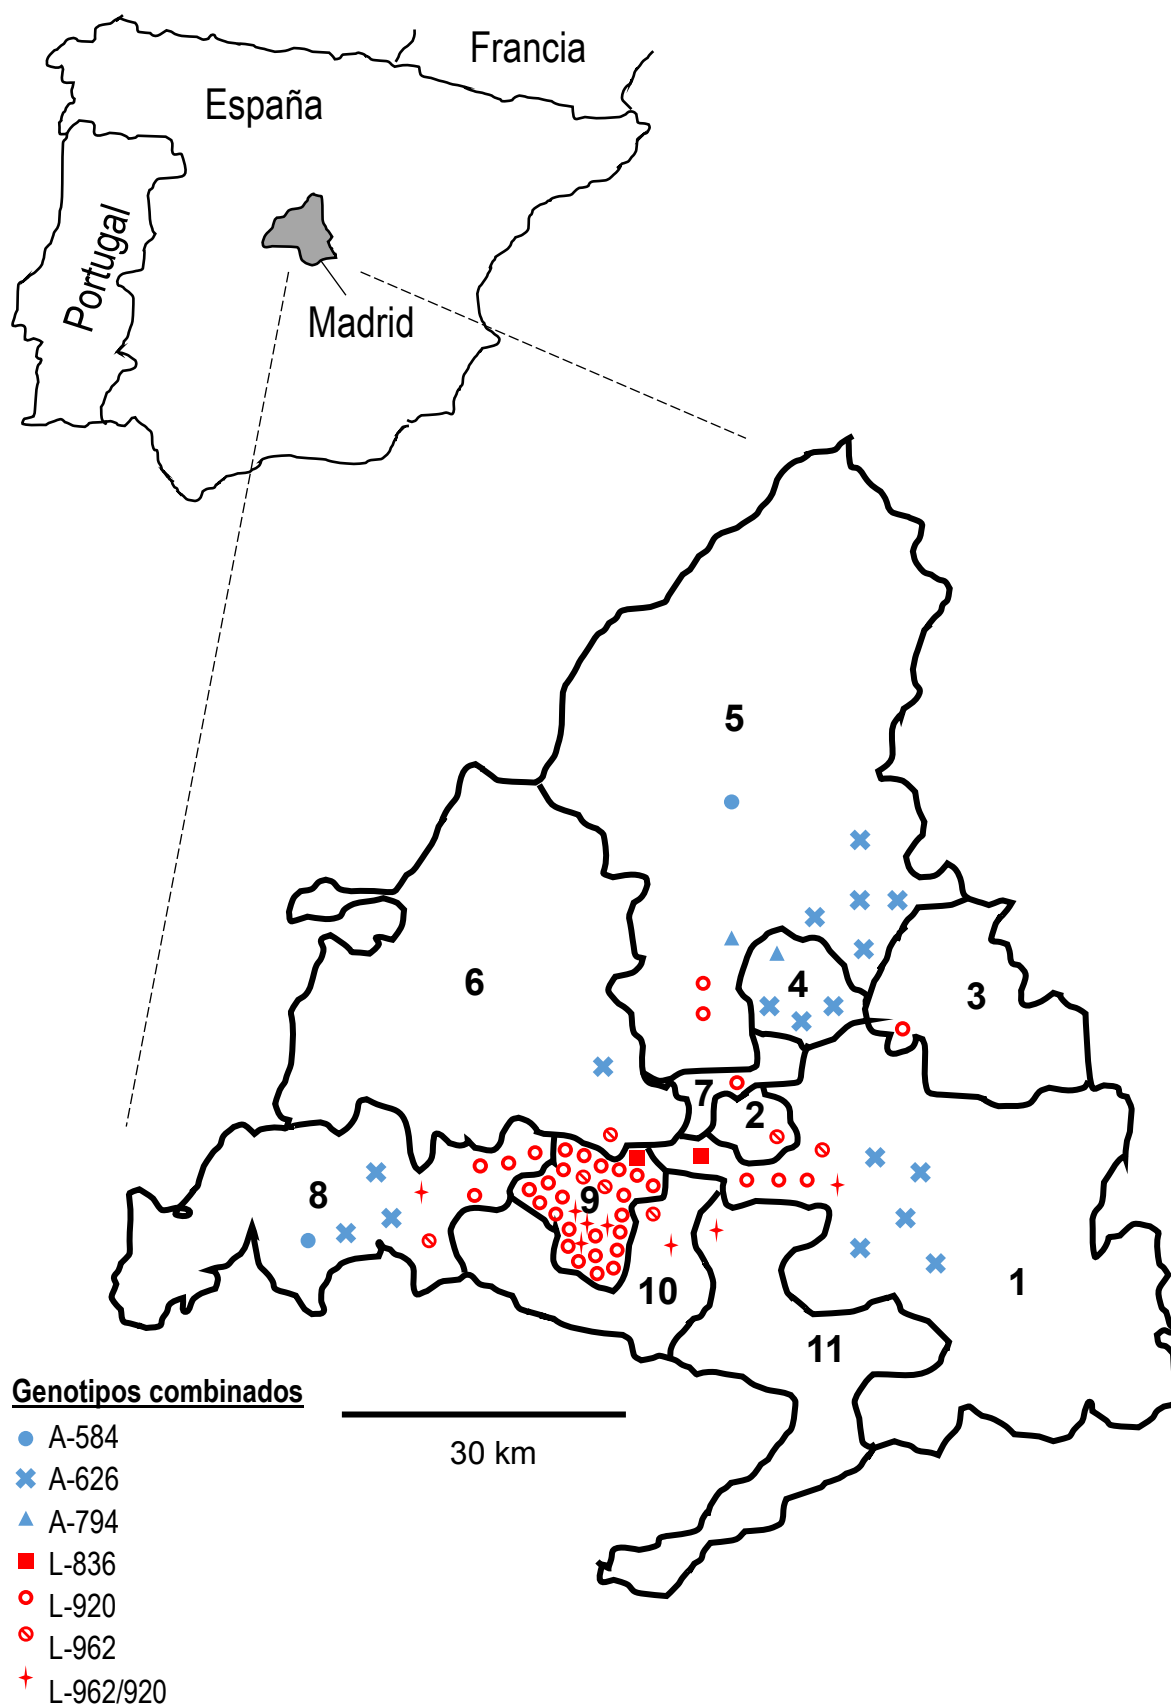 Francia
España
Portugal
Madrid
5
6
4
3
7
2
8
9
10
1
11
Genotipos combinados
A-584
A-626
A-794
L-836
L-920
L-962
L-962/920
30 km